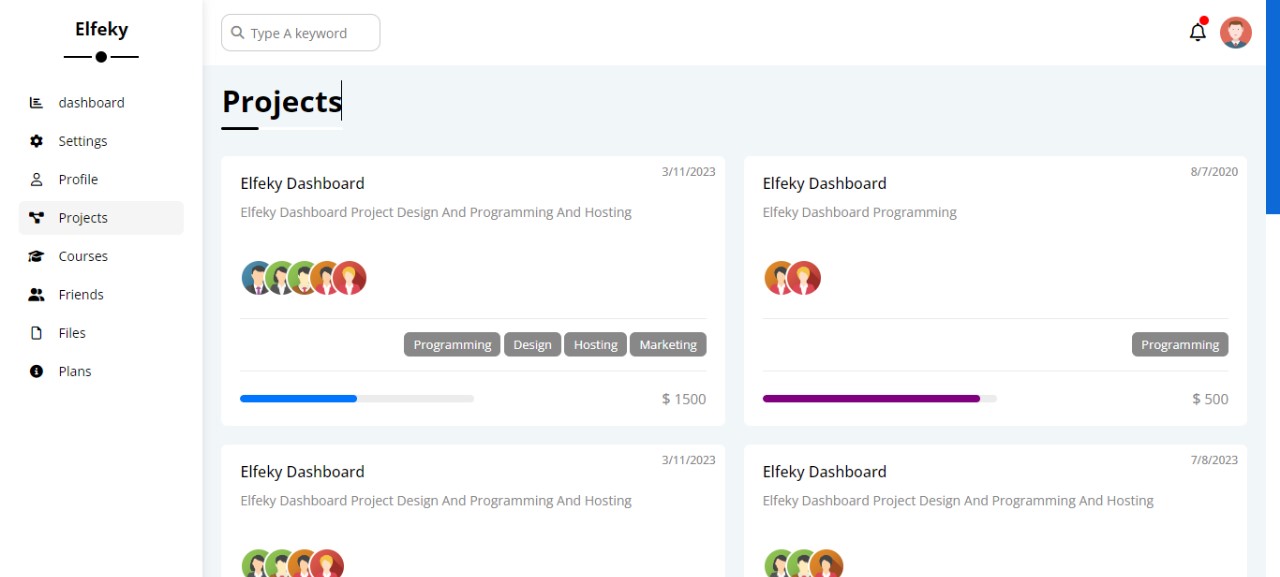 Elfeky
dashboard
Settings
Profile
Projects
Courses
Friends
Files
Plans
Type A keyword
Projects
3/11/2023
Elfeky Dashboard
Elfeky Dashboard Project Design And Programming And Hosting
Programming Design Hosting Marketing
$ 1500
8/7/2020
Elfeky Dashboard
Elfeky Dashboard Programming
Programming
$ 500
3/11/2023
Elfeky Dashboard
Elfeky Dashboard Project Design And Programming And Hosting
7/8/2023
Elfeky Dashboard
Elfeky Dashboard Project Design And Programming And Hosting